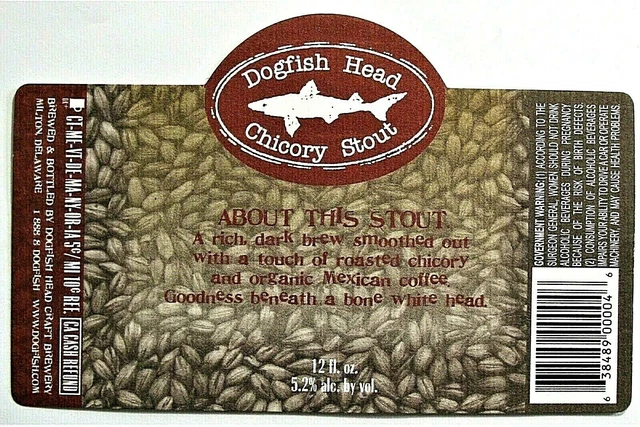 Dogfish Head
Chicory Stout
ABOUT THIS STOUT
A rich, dark brew smoothed out
with a touch of roasted chicory
and organic Mexican coffee.
Goodness beneath a bone white head.
12 fl. oz.
5.2% alc. by vol.
CT-ME-VT-DE-MA-NY-OR-IA 5¢/MI 10¢ REF. CA CASH REFUND
BREWED & BOTTLED BY DOGFISH HEAD CRAFT BREWERY
MILTON, DELAWARE 1 888 8 DOGFISH WWW.DOGFISH.COM
GOVERNMENT WARNING: (1) ACCORDING TO THE
SURGEON GENERAL, WOMEN SHOULD NOT DRINK
ALCOHOLIC BEVERAGES DURING PREGNANCY
BECAUSE OF THE RISK OF BIRTH DEFECTS.
(2) CONSUMPTION OF ALCOHOLIC BEVERAGES
IMPAIRS YOUR ABILITY TO DRIVE A CAR OR OPERATE
MACHINERY, AND MAY CAUSE HEALTH PROBLEMS.
6 38489 00004 6